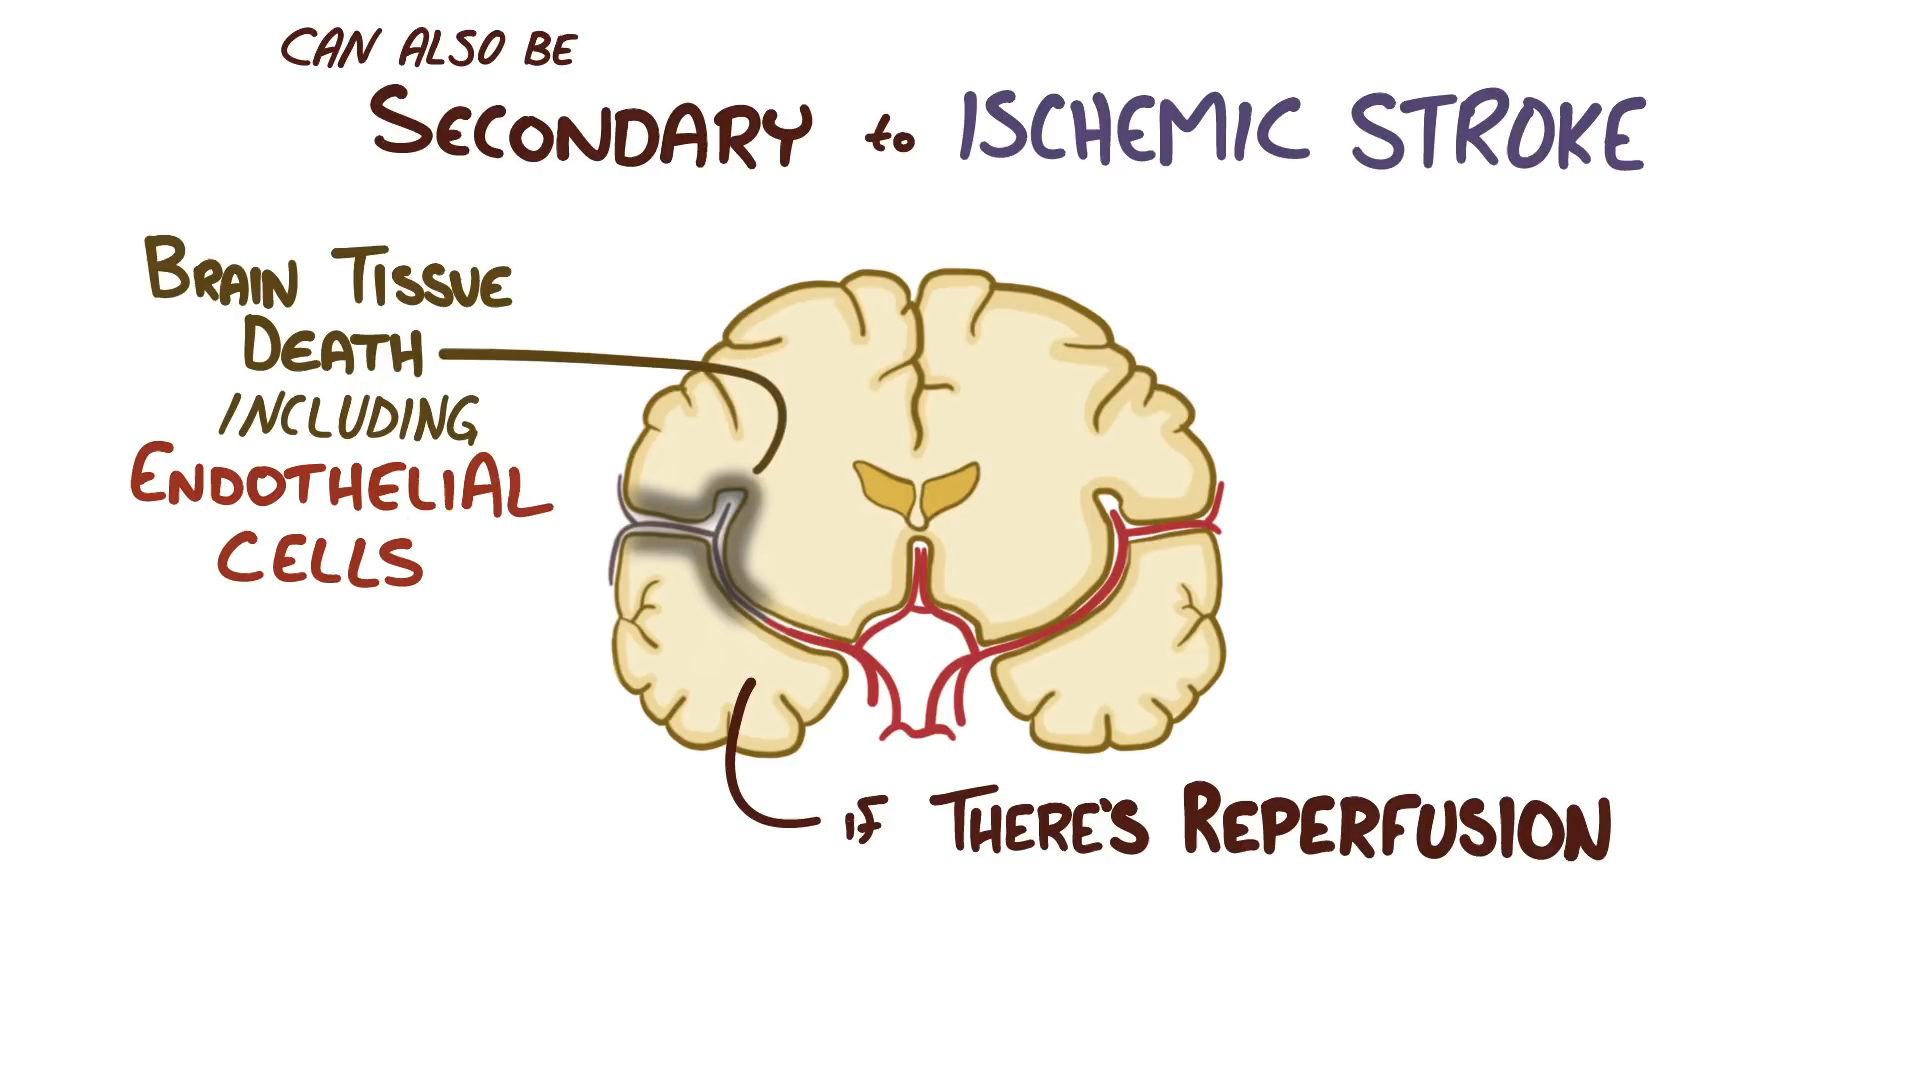 CAN ALSO BE
SECONDARY to ISCHEMIC STROKE
BRAIN TISSUE
DEATH
INCLUDING
ENDOTHELIAL
CELLS
if THERE'S REPERFUSION